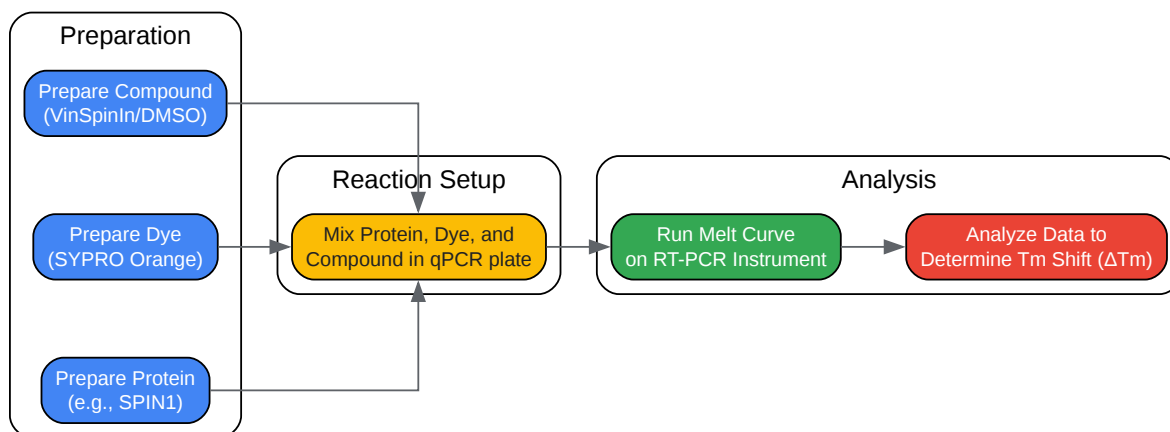 Preparation
Prepare Compound
(VinSpinIn/DMSO)
Prepare Dye
(SYPRO Orange)
Prepare Protein
(e.g., SPIN1)
Reaction Setup
Mix Protein, Dye, and
Compound in qPCR plate
Analysis
Run Melt Curve
on RT-PCR Instrument
Analyze Data to
Determine Tm Shift (ΔTm)